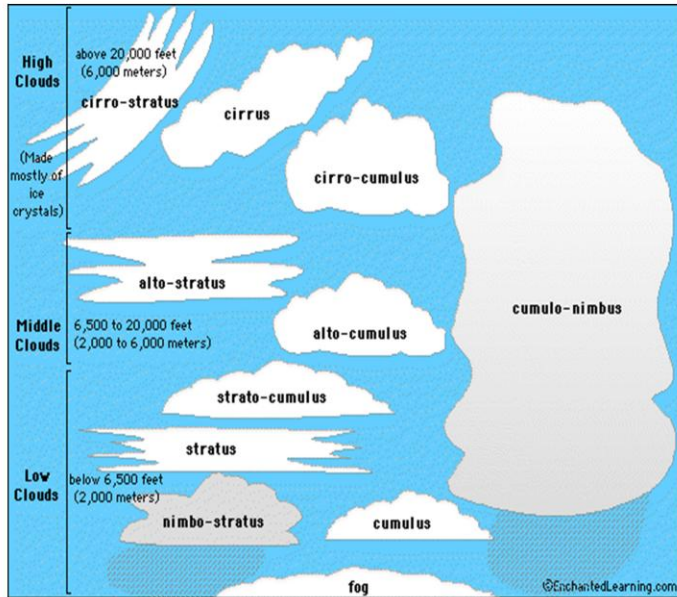 High
Clouds
above 20,000 feet
(6,000 meters)
cirro-stratus
cirrus
(Made
mostly of
ice
crystals)
cirro-cumulus
alto-stratus
cumulo-nimbus
Middle
Clouds
6,500 to 20,000 feet
(2,000 to 6,000 meters)
alto-cumulus
strato-cumulus
stratus
Low
Clouds
below 6,500 feet
(2,000 meters)
nimbo-stratus
cumulus
fog
©EnchantedLearning.com